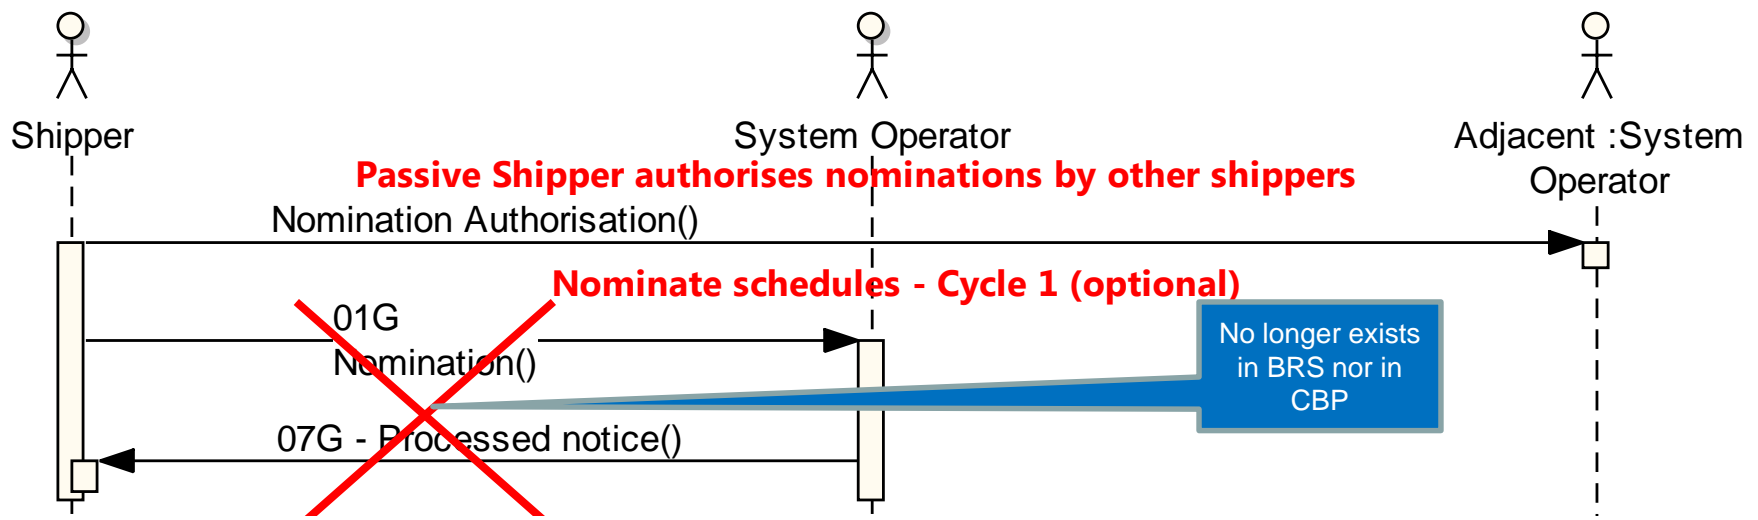 Shipper
System Operator
Adjacent :System
Operator
Passive Shipper authorises nominations by other shippers
Nomination Authorisation()
Nominate schedules - Cycle 1 (optional)
01G
Nomination()
No longer exists
in BRS nor in
CBP
07G - Processed notice()